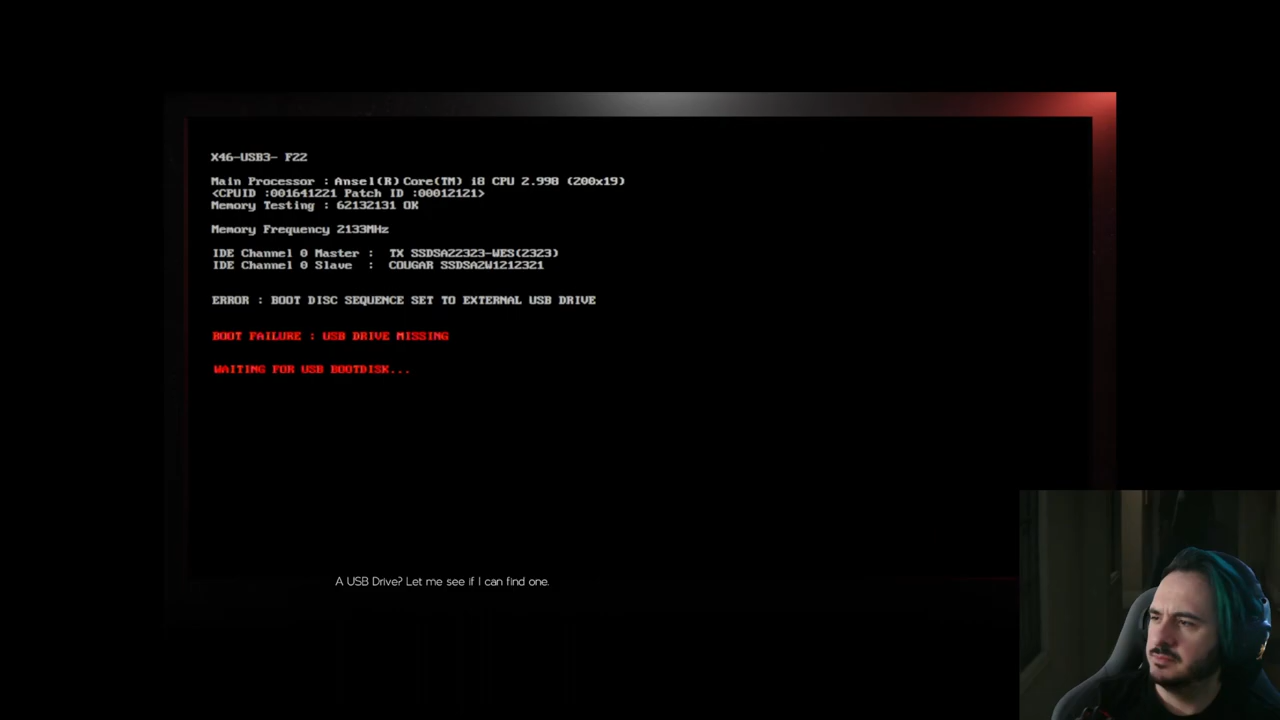 X46-USB3- F22
Main Processor : Ansel(R) Core(TM) i8 CPU 2.998 (200x19)
<CPUID :001641221 Patch ID :00012121>
Memory Testing : 62132131 OK
Memory Frequency 2133MHz
IDE Channel 0 Master : TX SSDSA22323-WES(2323)
IDE Channel 0 Slave : COUGAR SSDSA2W1212321
ERROR : BOOT DISC SEQUENCE SET TO EXTERNAL USB DRIVE
BOOT FAILURE : USB DRIVE MISSING
WAITING FOR USB BOOTDISK...
A USB Drive? Let me see if I can find one.